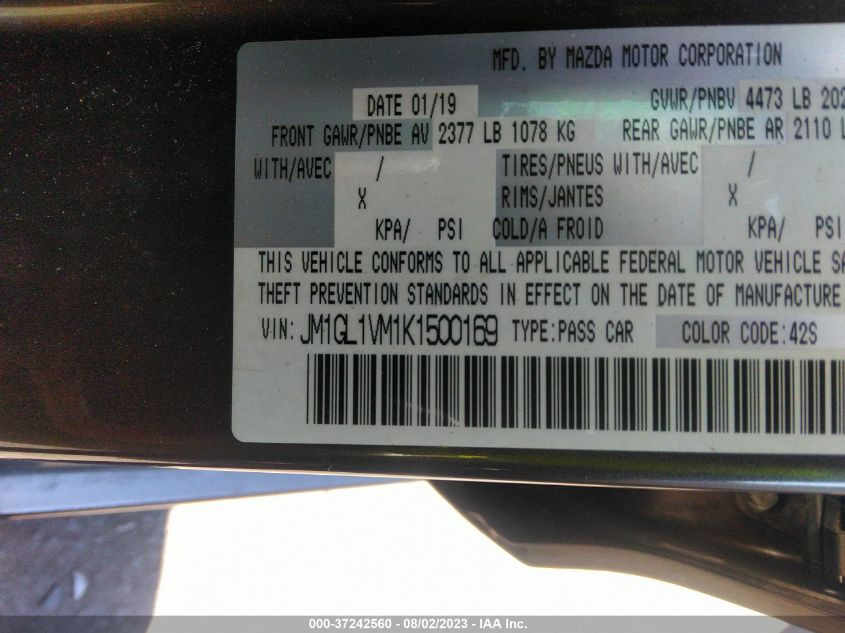 MFD. BY MAZDA MOTOR CORPORATION
DATE 01/19 GVWR/PNBV 4473 LB 202
FRONT GAWR/PNBE AV 2377 LB 1078 KG REAR GAWR/PNBE AR 2110 L
WITH/AVEC / TIRES/PNEUS WITH/AVEC /
X RIMS/JANTES X
KPA/ PSI COLD/A FROID KPA/ PSI
THIS VEHICLE CONFORMS TO ALL APPLICABLE FEDERAL MOTOR VEHICLE SA
THEFT PREVENTION STANDARDS IN EFFECT ON THE DATE OF MANUFACTURE
VIN: JM1GL1VM1K1500169 TYPE:PASS CAR COLOR CODE:42S
000-37242560 - 08/02/2023 - IAA Inc.